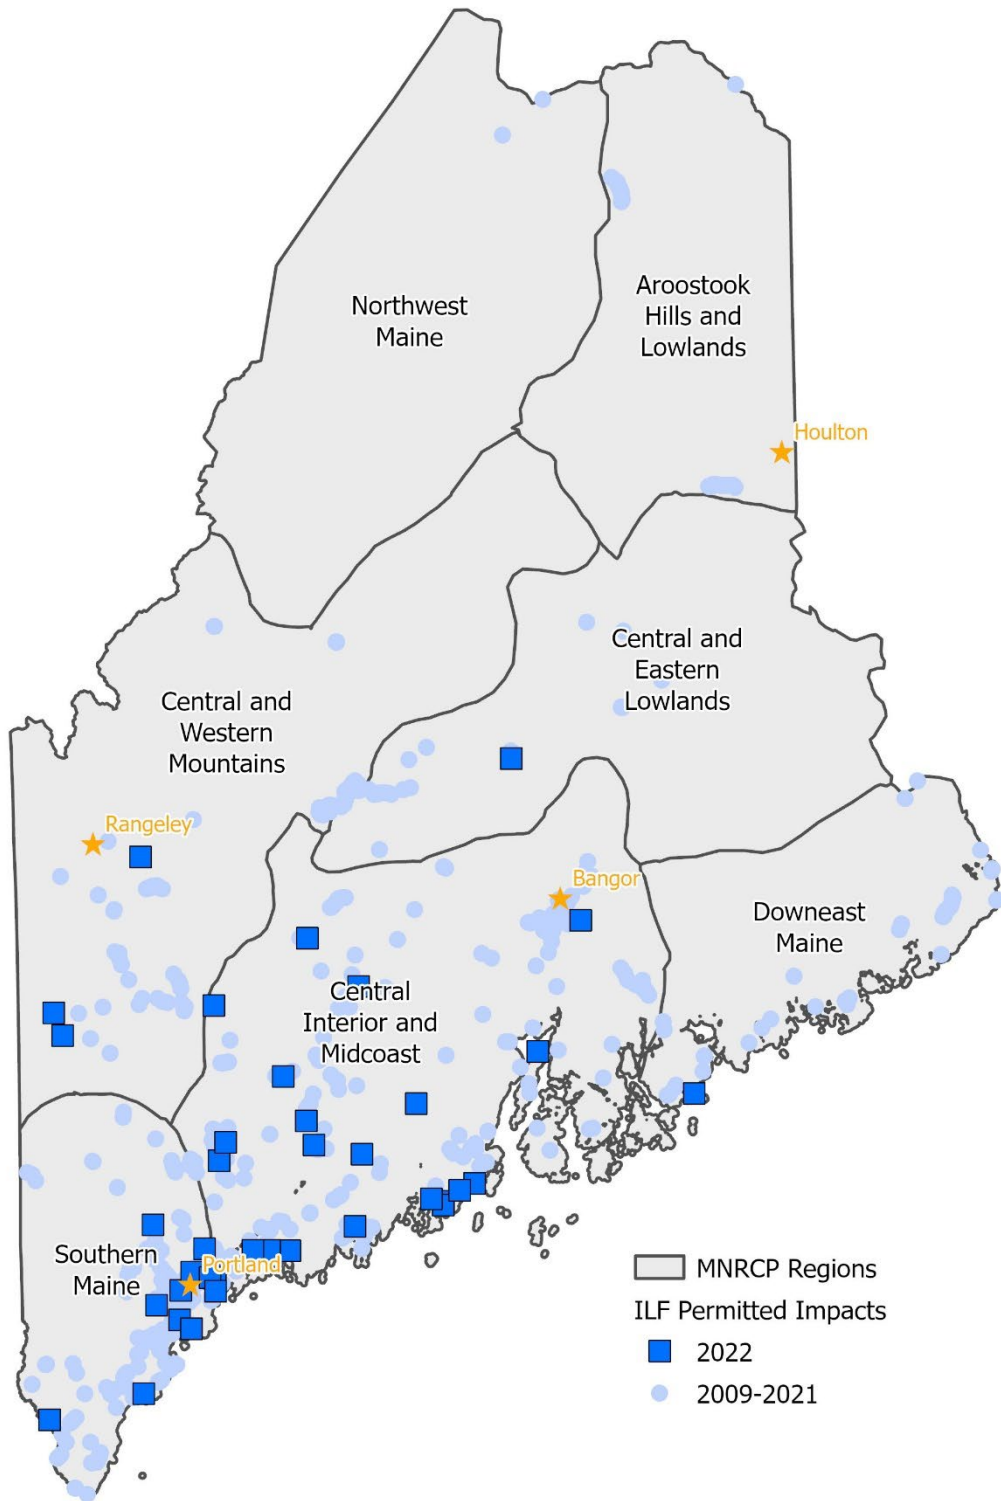 Northwest
Maine
Aroostook
Hills and
Lowlands
Houlton
Central and
Eastern
Lowlands
Central and
Western
Mountains
Rangeley
Bangor
Downeast
Maine
Central
Interior and
Midcoast
Southern
Maine
Portland
MNRCP Regions
ILF Permitted Impacts
2022
2009-2021